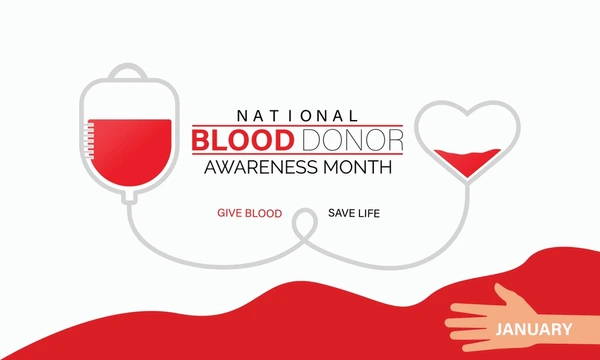 NATIONAL
BLOOD DONOR
AWARENESS MONTH
GIVE BLOOD SAVE LIFE
JANUARY